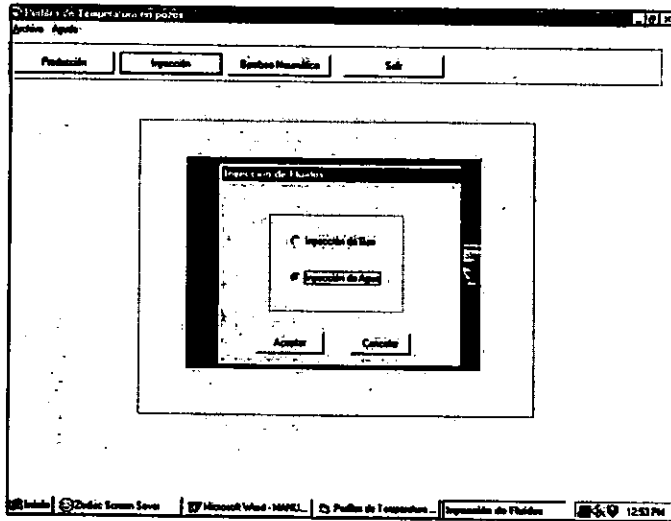 Perfiles de Temperatura en pozos
Archivo Ayuda
Producción Inyección Bombeo Neumático Salir
Inyección de Fluidos
Inyección de Gas
Inyección de Agua
Aceptar Cancelar
Inicio Zodiac Screen Saver Microsoft Word - MANU... Perfiles de Temperatura ... Inyección de Fluidos 12:53 PM